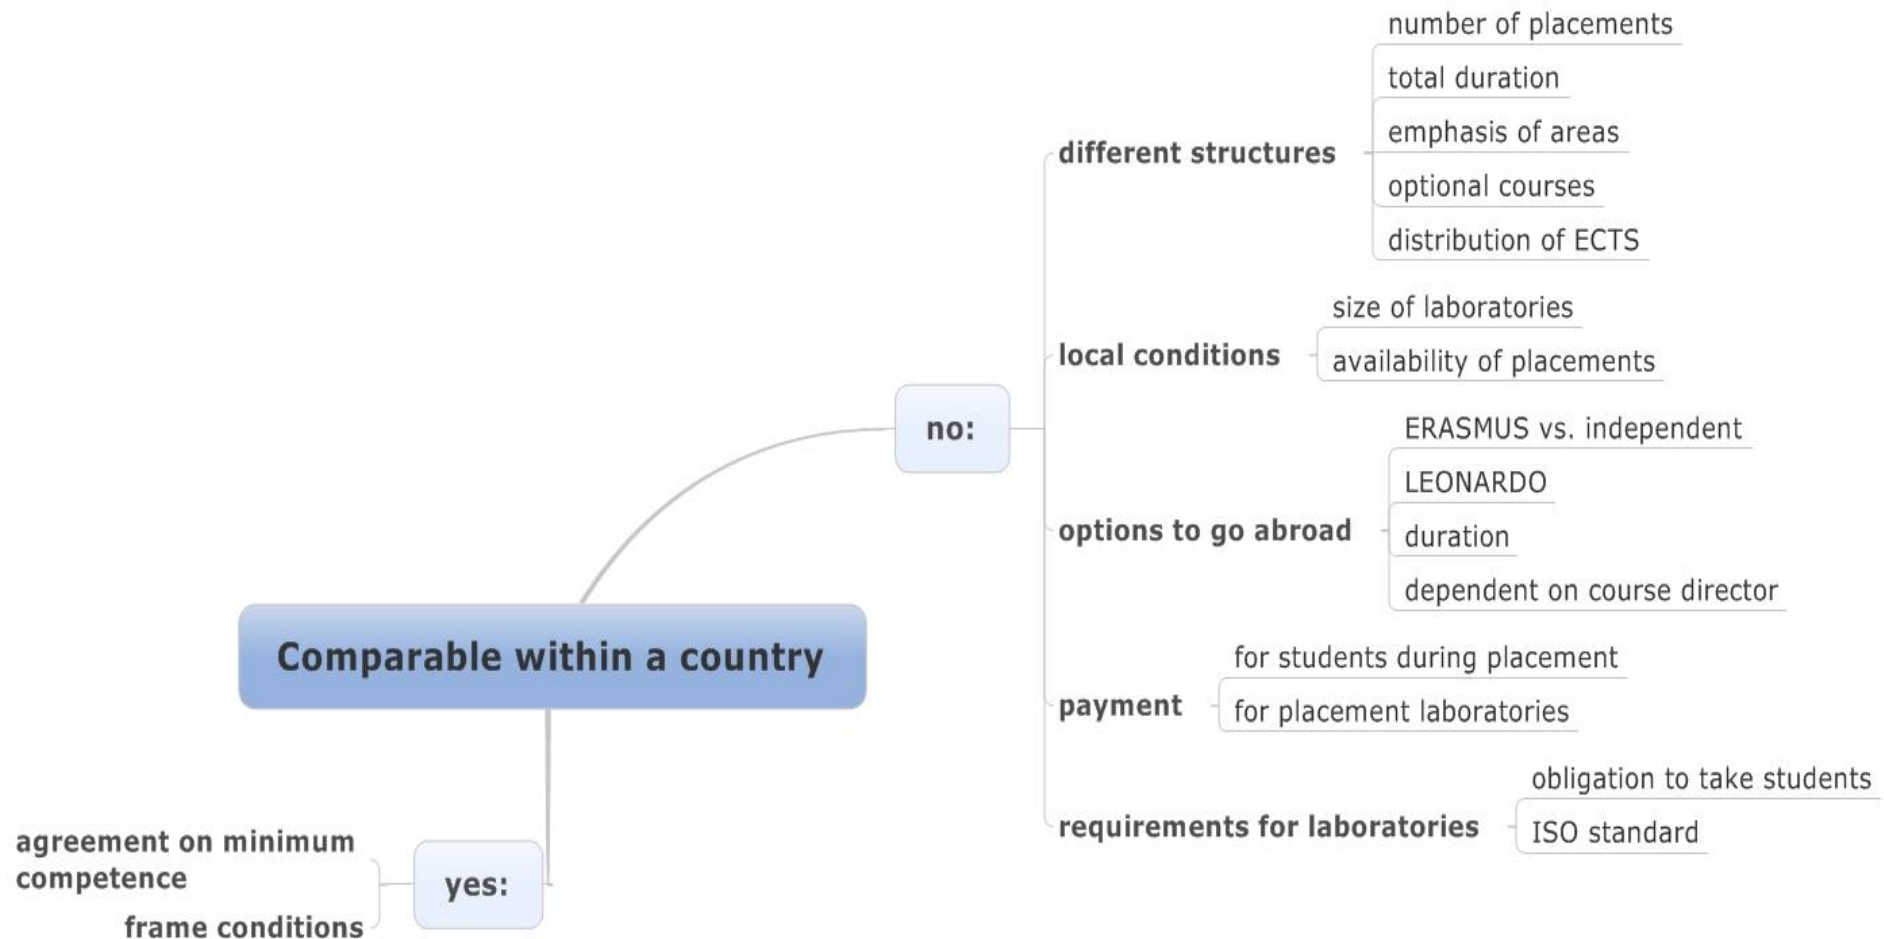 number of placements
total duration
different structures
emphasis of areas
optional courses
distribution of ECTS
size of laboratories
local conditions
availability of placements
no:
ERASMUS vs. independent
LEONARDO
options to go abroad
duration
dependent on course director
Comparable within a country
for students during placement
payment
for placement laboratories
obligation to take students
requirements for laboratories
ISO standard
agreement on minimum
competence
yes:
frame conditions